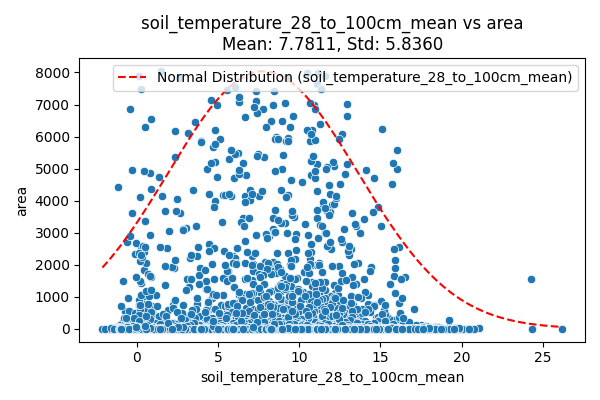 soil_temperature_28_to_100cm_mean vs area
Mean: 7.7811, Std: 5.8360
Normal Distribution (soil_temperature_28_to_100cm_mean)
area
8000
7000
6000
5000
4000
3000
2000
1000
0
0 5 10 15 20 25
soil_temperature_28_to_100cm_mean